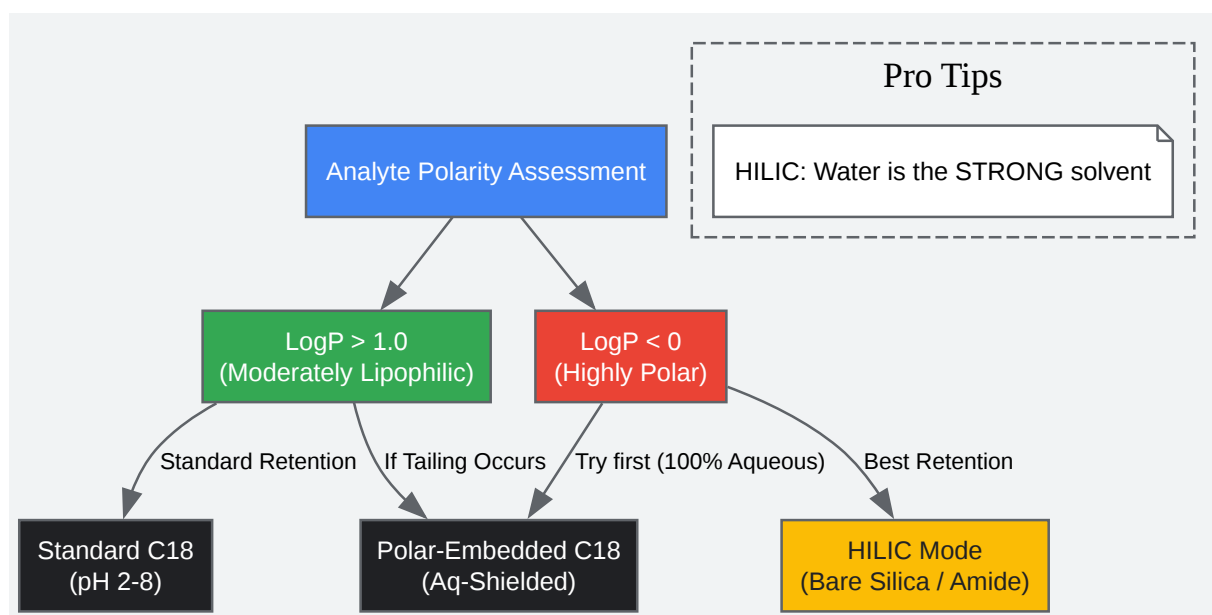 Pro Tips
HILIC: Water is the STRONG solvent
Analyte Polarity Assessment
LogP > 1.0
(Moderately Lipophilic)
LogP < 0
(Highly Polar)
Standard Retention
If Tailing Occurs
Try first (100% Aqueous)
Best Retention
Standard C18
(pH 2-8)
Polar-Embedded C18
(Aq-Shielded)
HILIC Mode
(Bare Silica / Amide)